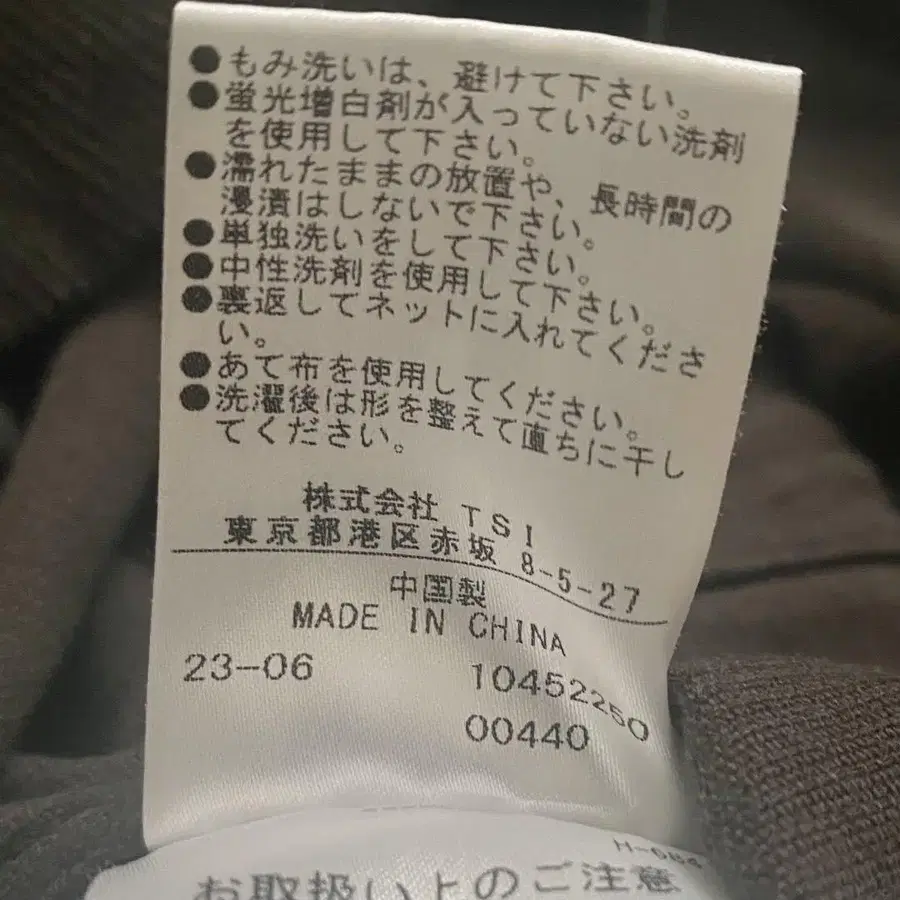 ●もみ洗いは、避けて下さい。
●蛍光増白剤が入っていない洗剤
を使用して下さい。
●濡れたままの放置や、長時間の
浸漬はしないで下さい。
●単独洗いをして下さい。
●中性洗剤を使用して下さい。
●裏返してネットに入れてくださ
い。
●あて布を使用してください。
●洗濯後は形を整えて直ちに干し
てください。
株式会社 TSI
東京都港区赤坂 8-5-27
中国製
MADE IN CHINA
23-06 10452250
00440
H-684
お取扱い上のご注意